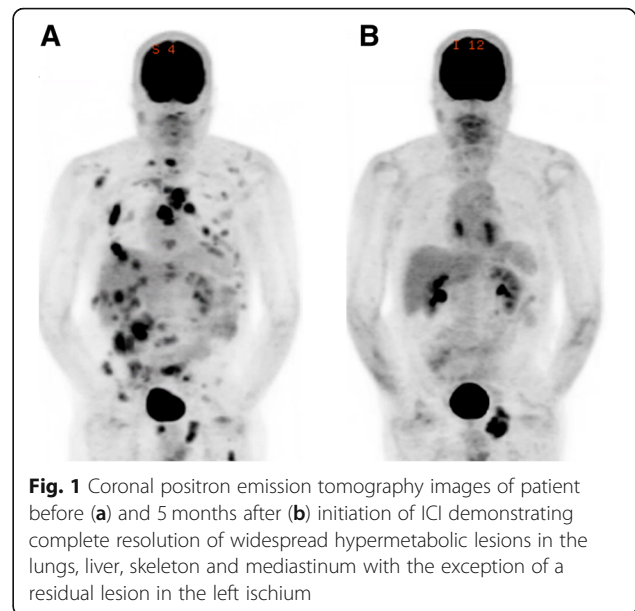 A
B
S 4
I 12
Fig. 1 Coronal positron emission tomography images of patient
before (a) and 5 months after (b) initiation of ICI demonstrating
complete resolution of widespread hypermetabolic lesions in the
lungs, liver, skeleton and mediastinum with the exception of a
residual lesion in the left ischium